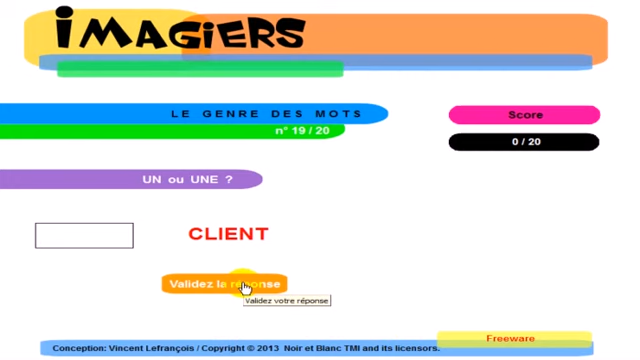 iMAGiERS
LE GENRE DES MOTS
n° 19 / 20
Score
0 / 20
UN ou UNE ?
CLIENT
Validez la réponse
Validez votre réponse
Freeware
Conception: Vincent Lefrançois / Copyright © 2013 Noir et Blanc TMI and its licensors.